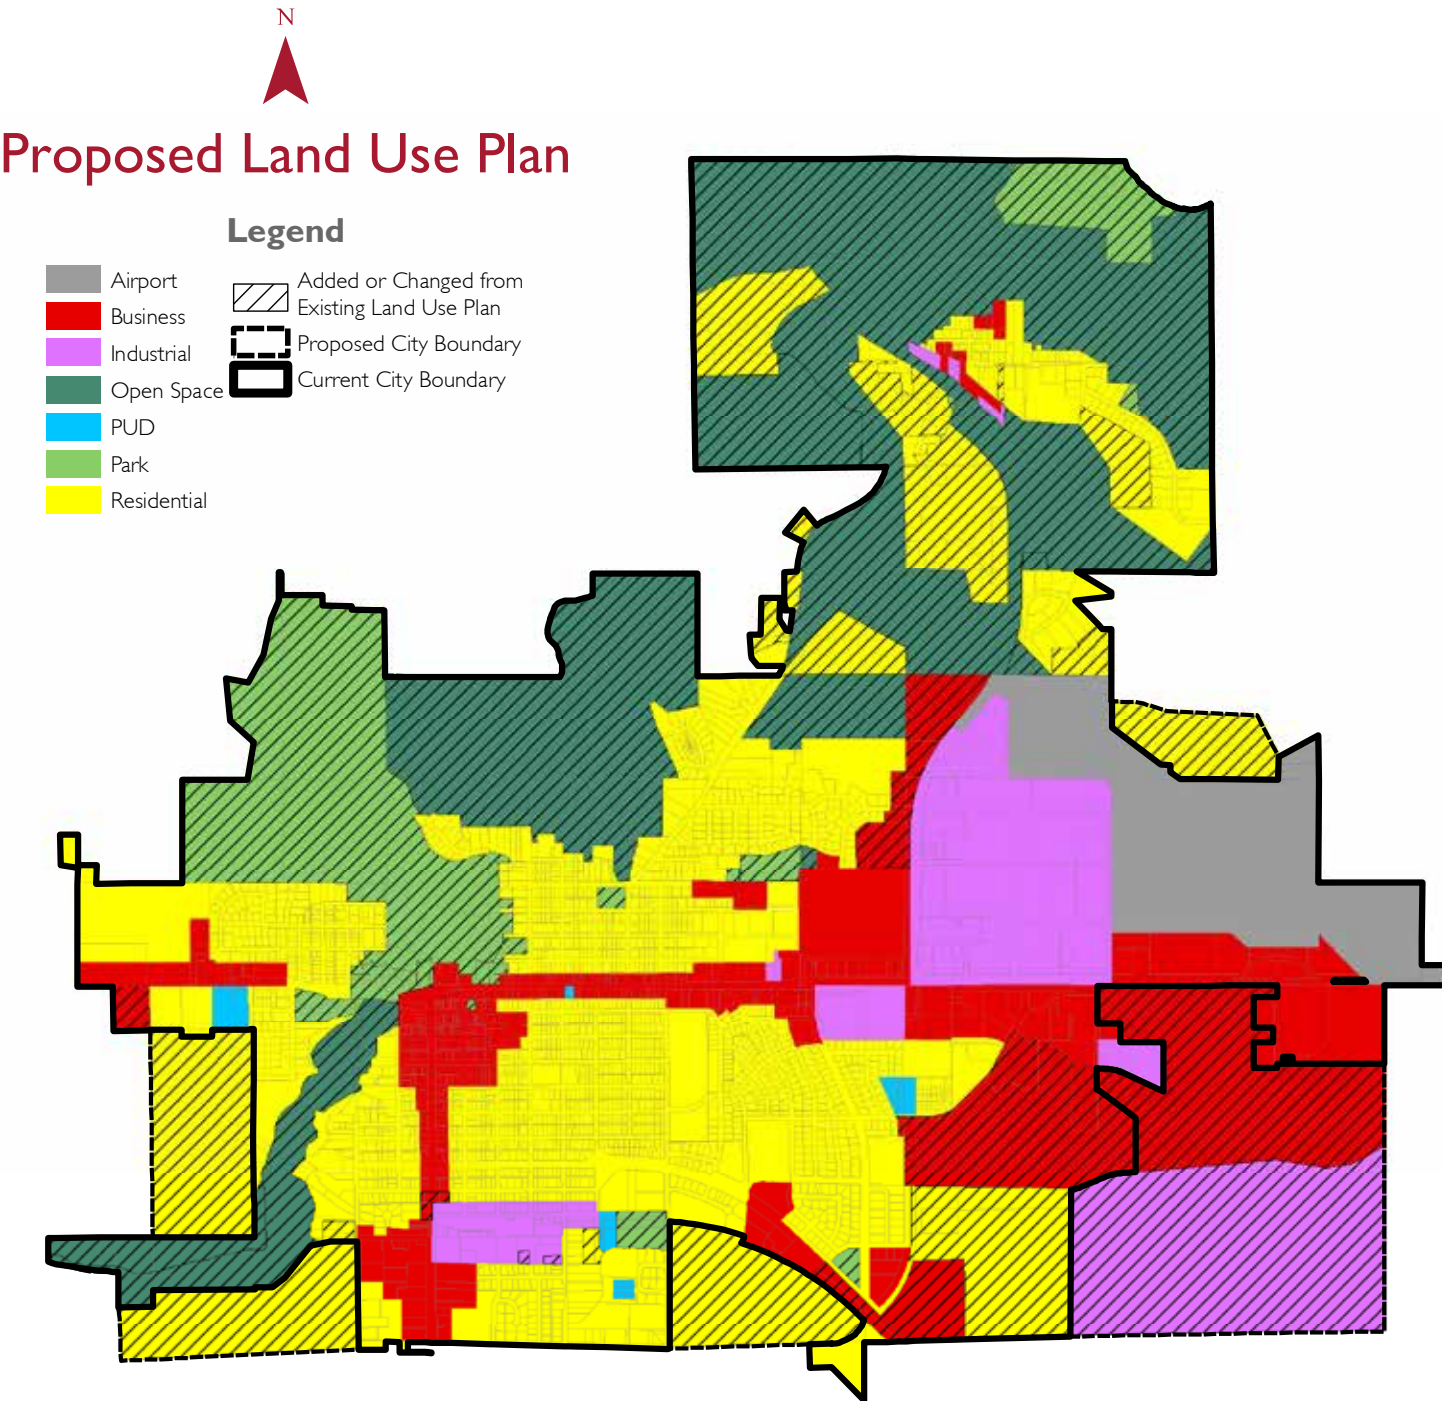 N
Proposed Land Use Plan
Legend
Airport
Business
Industrial
Open Space
PUD
Park
Residential
Added or Changed from
Existing Land Use Plan
Proposed City Boundary
Current City Boundary